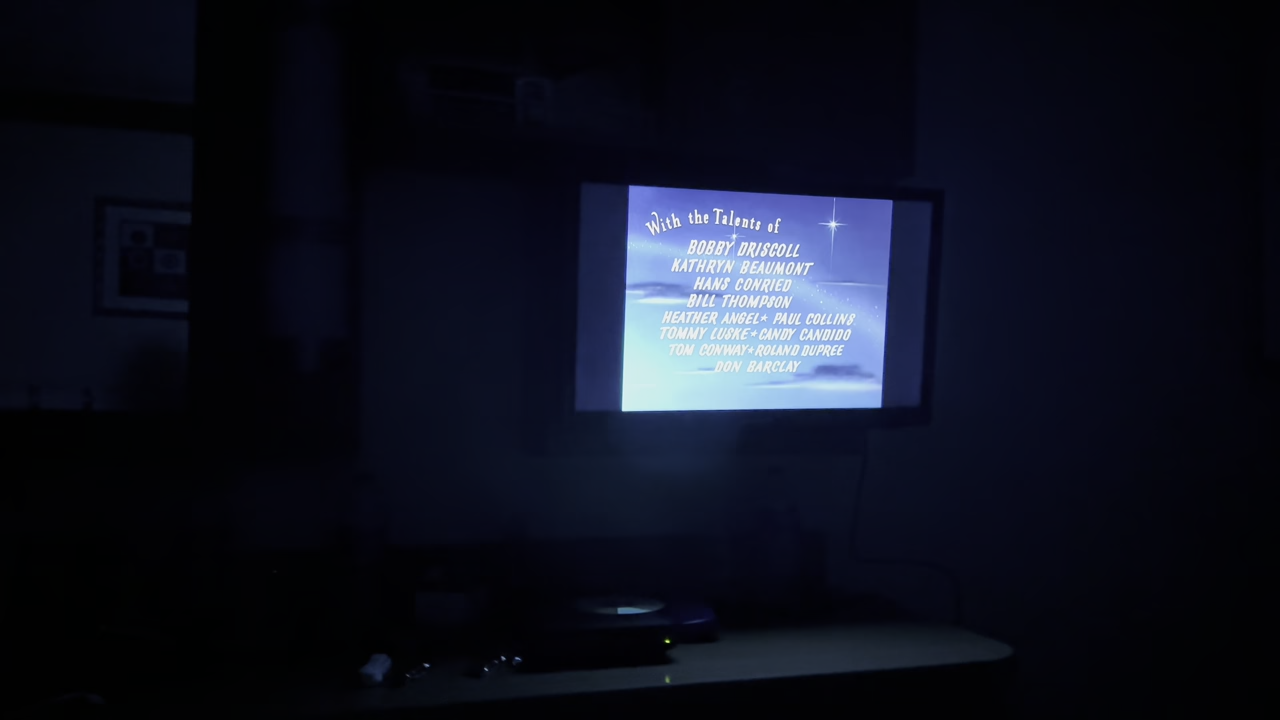 With the Talents of
BOBBY DRISCOLL
KATHRYN BEAUMONT
HANS CONRIED
BILL THOMPSON
HEATHER ANGEL★ PAUL COLLINS
TOMMY LUSKE★CANDY CANDIDO
TOM CONWAY★ROLAND DUPREE
DON BARCLAY